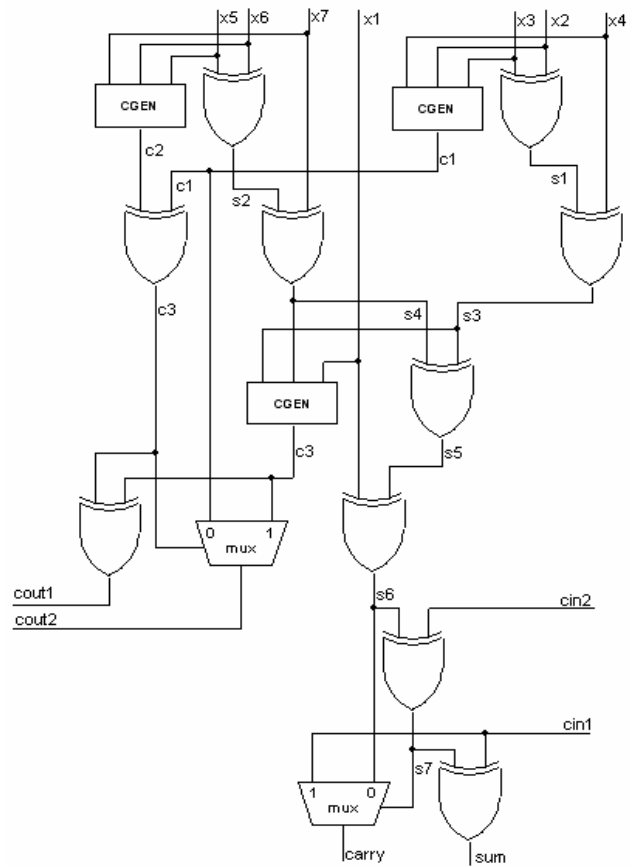 x5 x6 x7 x1 x3 x2 x4
CGEN
CGEN
c2
c1
c1
s2
s1
c3
s4
s3
CGEN
c3
s5
0 1
mux
cout1
cout2
s6
cin2
cin1
s7
1 0
mux
carry
sum